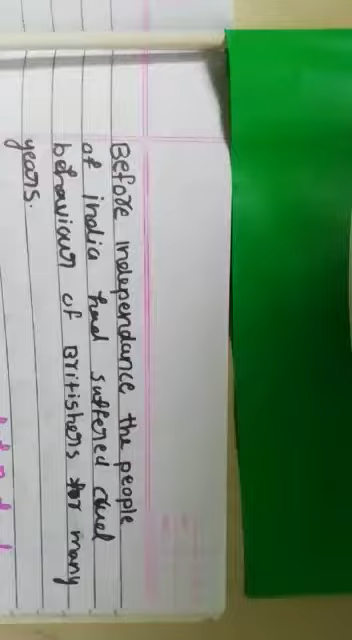 Before independance the people
of india had suffered cruel
behaviour of Britishers for many
years.